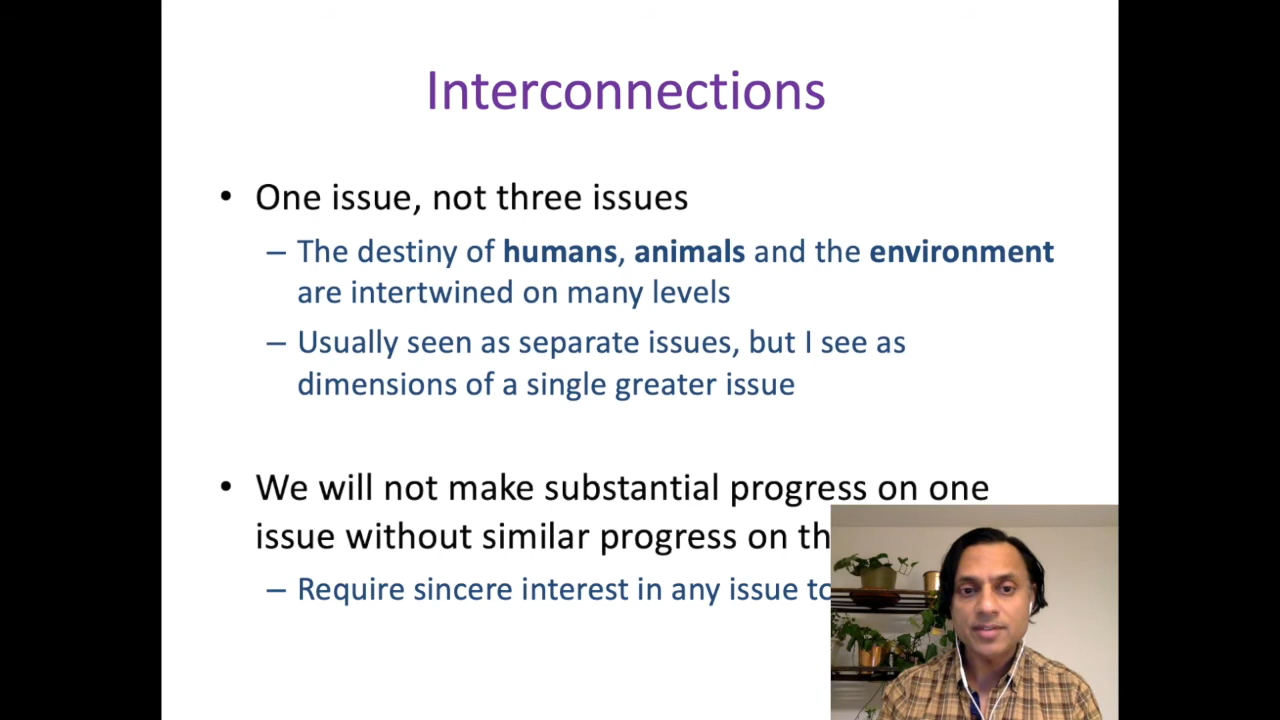 Interconnections
• One issue, not three issues
– The destiny of humans, animals and the environment
are intertwined on many levels
– Usually seen as separate issues, but I see as
dimensions of a single greater issue
• We will not make substantial progress on one
issue without similar progress on th
– Require sincere interest in any issue to